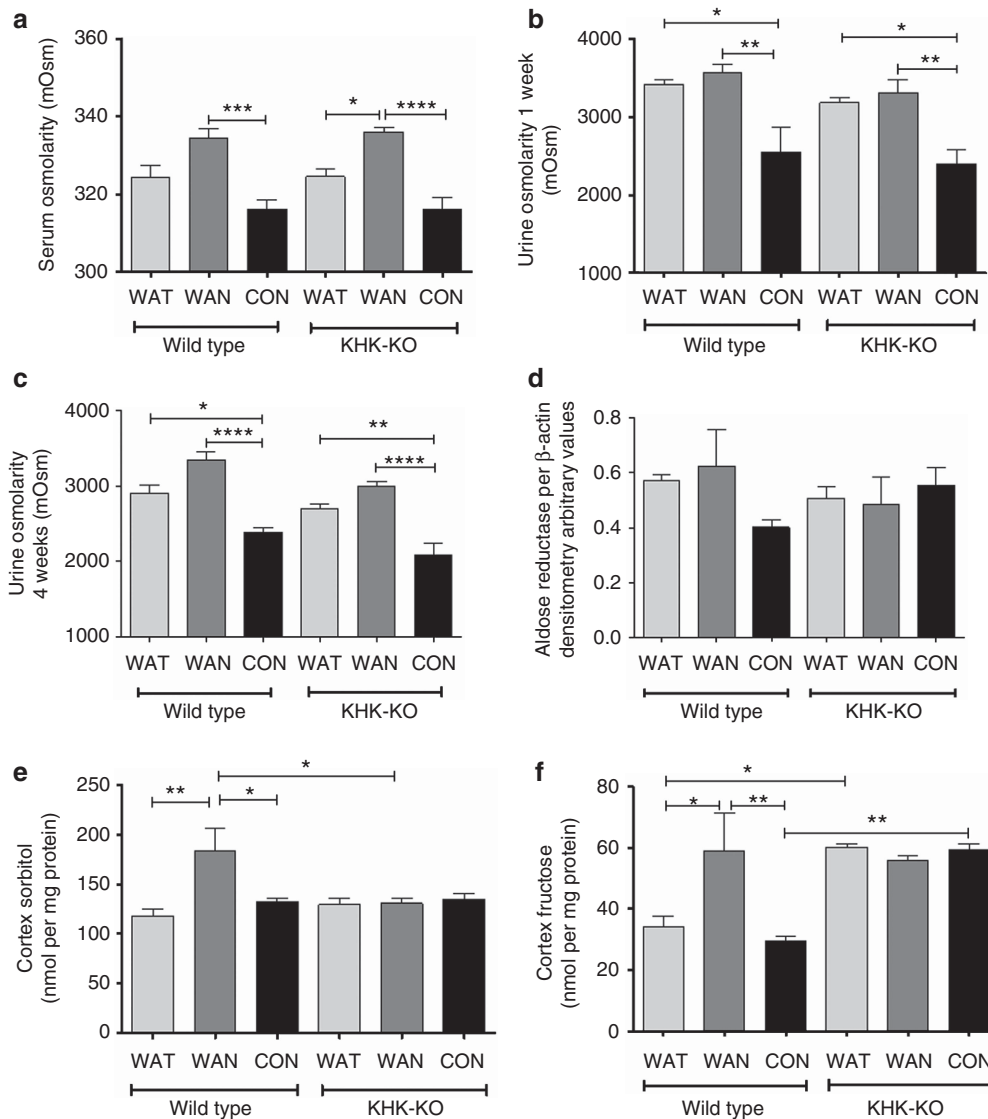 a
Serum osmolarity (mOsm)
360
340
320
300
***
*
****
WAT WAN CON WAT WAN CON
Wild type KHK-KO
b
Urine osmolarity 1 week
(mOsm)
4000
3000
2000
1000
*
**
*
**
WAT WAN CON WAT WAN CON
Wild type KHK-KO
c
Urine osmolarity
4 weeks (mOsm)
4000
3000
2000
1000
*
****
**
****
WAT WAN CON WAT WAN CON
Wild type KHK-KO
d
Aldose reductase per β-actin
densitometry arbitrary values
0.8
0.6
0.4
0.2
0.0
WAT WAN CON WAT WAN CON
Wild type KHK-KO
e
Cortex sorbitol
(nmol per mg protein)
250
200
150
100
50
0
*
** *
WAT WAN CON WAT WAN CON
Wild type KHK-KO
f
Cortex fructose
(nmol per mg protein)
80
60
40
20
0
*
* **
**
WAT WAN CON WAT WAN CON
Wild type KHK-KO